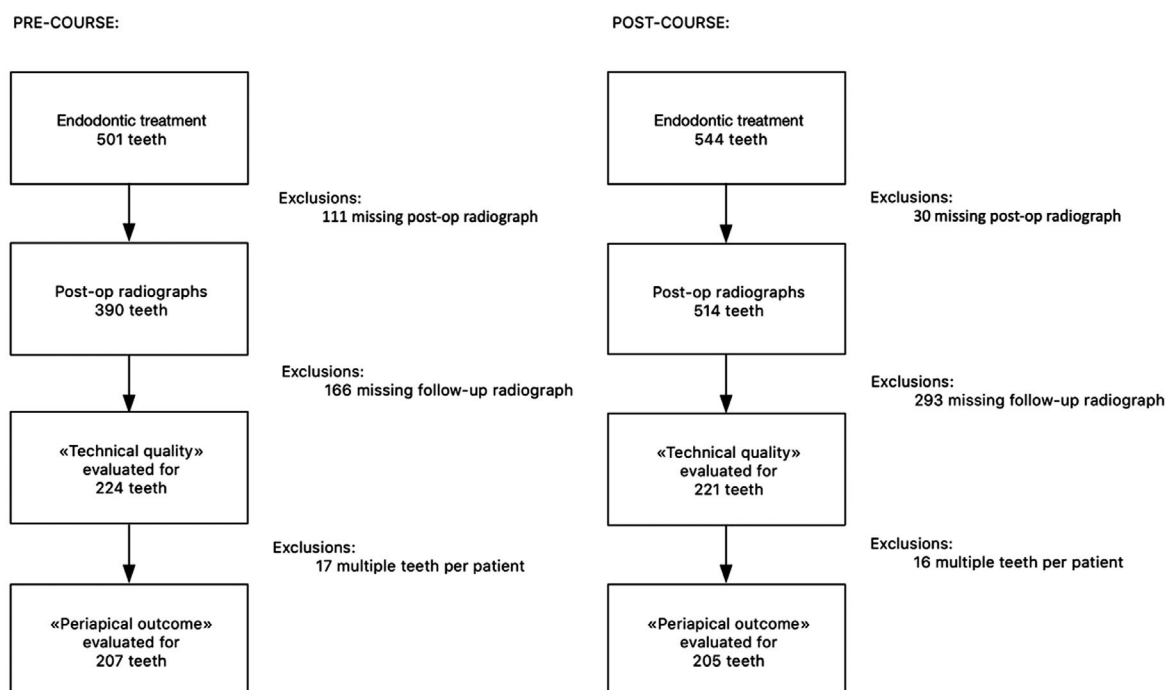 PRE-COURSE:
Endodontic treatment
501 teeth
Exclusions:
111 missing post-op radiograph
Post-op radiographs
390 teeth
Exclusions:
166 missing follow-up radiograph
«Technical quality»
evaluated for
224 teeth
Exclusions:
17 multiple teeth per patient
«Periapical outcome»
evaluated for
207 teeth
POST-COURSE:
Endodontic treatment
544 teeth
Exclusions:
30 missing post-op radiograph
Post-op radiographs
514 teeth
Exclusions:
293 missing follow-up radiograph
«Technical quality»
evaluated for
221 teeth
Exclusions:
16 multiple teeth per patient
«Periapical outcome»
evaluated for
205 teeth